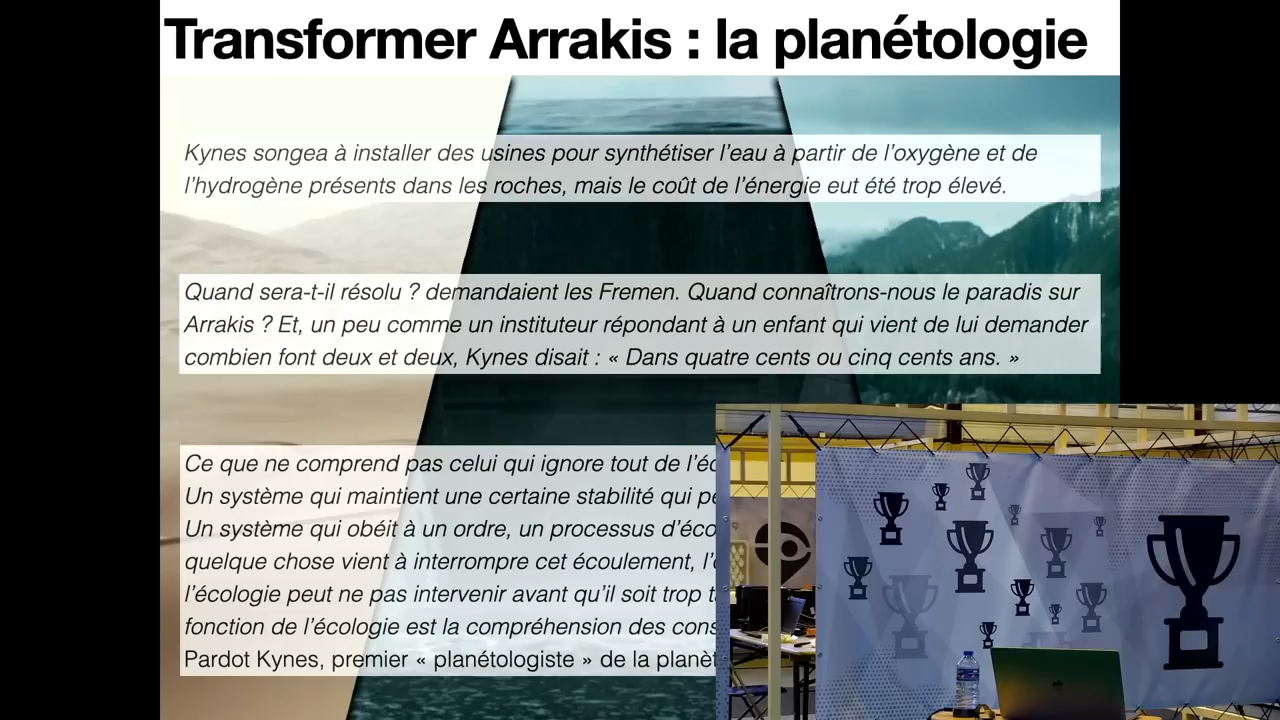 Transformer Arrakis : la planétologie
Kynes songea à installer des usines pour synthétiser l'eau à partir de l'oxygène et de
l'hydrogène présents dans les roches, mais le coût de l'énergie eut été trop élevé.
Quand sera-t-il résolu ? demandaient les Fremen. Quand connaîtrons-nous le paradis sur
Arrakis ? Et, un peu comme un instituteur répondant à un enfant qui vient de lui demander
combien font deux et deux, Kynes disait : « Dans quatre cents ou cinq cents ans. »
Ce que ne comprend pas celui qui ignore tout de
Un système qui maintient une certaine stabilité qui
Un système qui obéit à un ordre, un processus
quelque chose vient à interrompre cet écoulement,
l'écologie peut ne pas intervenir avant qu'il soit trop
fonction de l'écologie est la compréhension des
Pardot Kynes, premier « planétologiste » de la